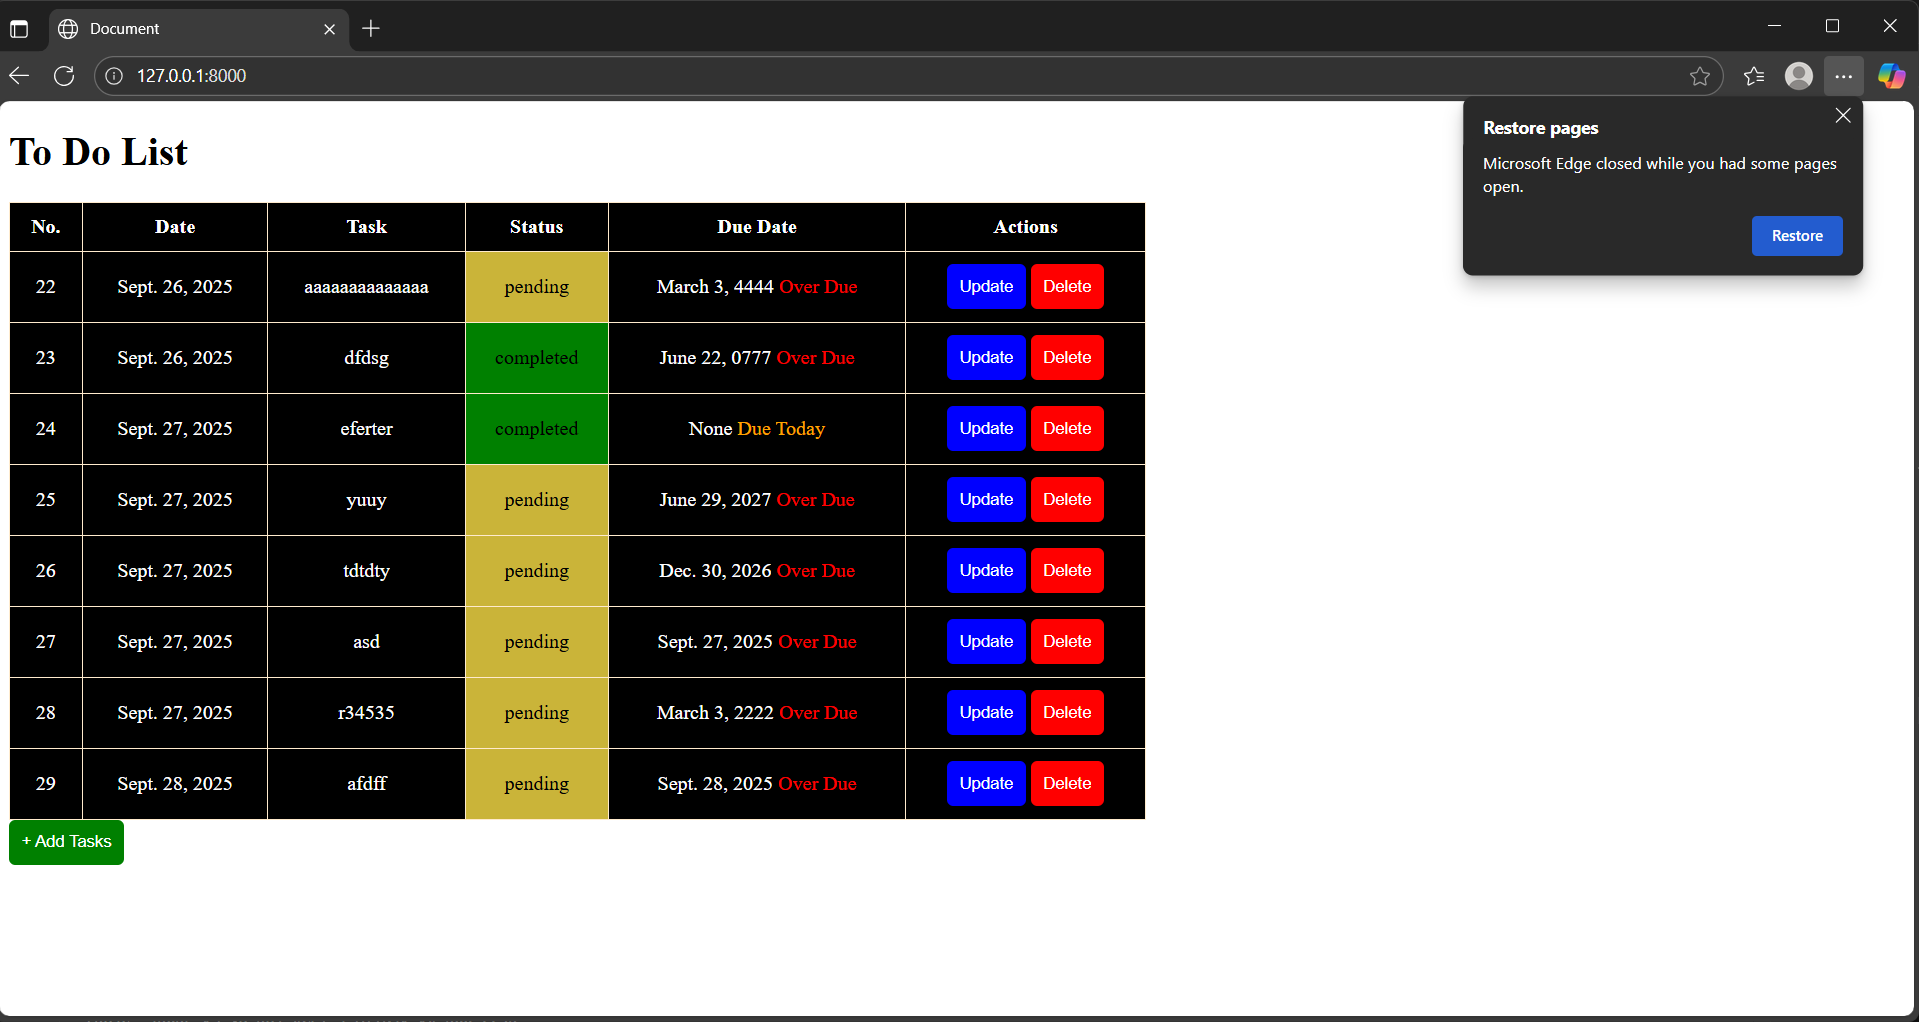 Document
127.0.0.1:8000
Restore pages
Microsoft Edge closed while you had some pages
open.
Restore
To Do List
No. Date Task Status Due Date Actions
22 Sept. 26, 2025 aaaaaaaaaaaaaa pending March 3, 4444 Over Due Update Delete
23 Sept. 26, 2025 dfdsg completed June 22, 0777 Over Due Update Delete
24 Sept. 27, 2025 eferter completed None Due Today Update Delete
25 Sept. 27, 2025 yuuy pending June 29, 2027 Over Due Update Delete
26 Sept. 27, 2025 tdtdty pending Dec. 30, 2026 Over Due Update Delete
27 Sept. 27, 2025 asd pending Sept. 27, 2025 Over Due Update Delete
28 Sept. 27, 2025 r34535 pending March 3, 2222 Over Due Update Delete
29 Sept. 28, 2025 afdff pending Sept. 28, 2025 Over Due Update Delete
+ Add Tasks